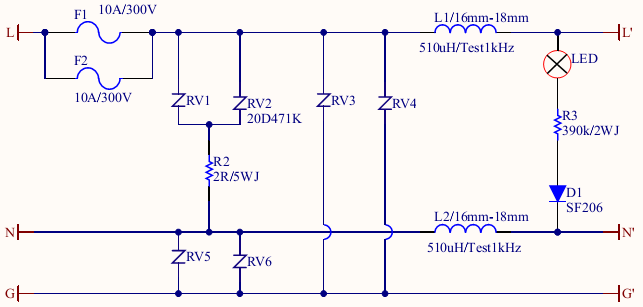 F1
10A/300V
L
F2
10A/300V
L1/16mm-18mm
510uH/Test1kHz
L'
LED
RV1
RV2
20D471K
RV3
RV4
R3
390k/2WJ
R2
2R/5WJ
D1
SF206
N
L2/16mm-18mm
510uH/Test1kHz
N'
RV5
RV6
G
G'